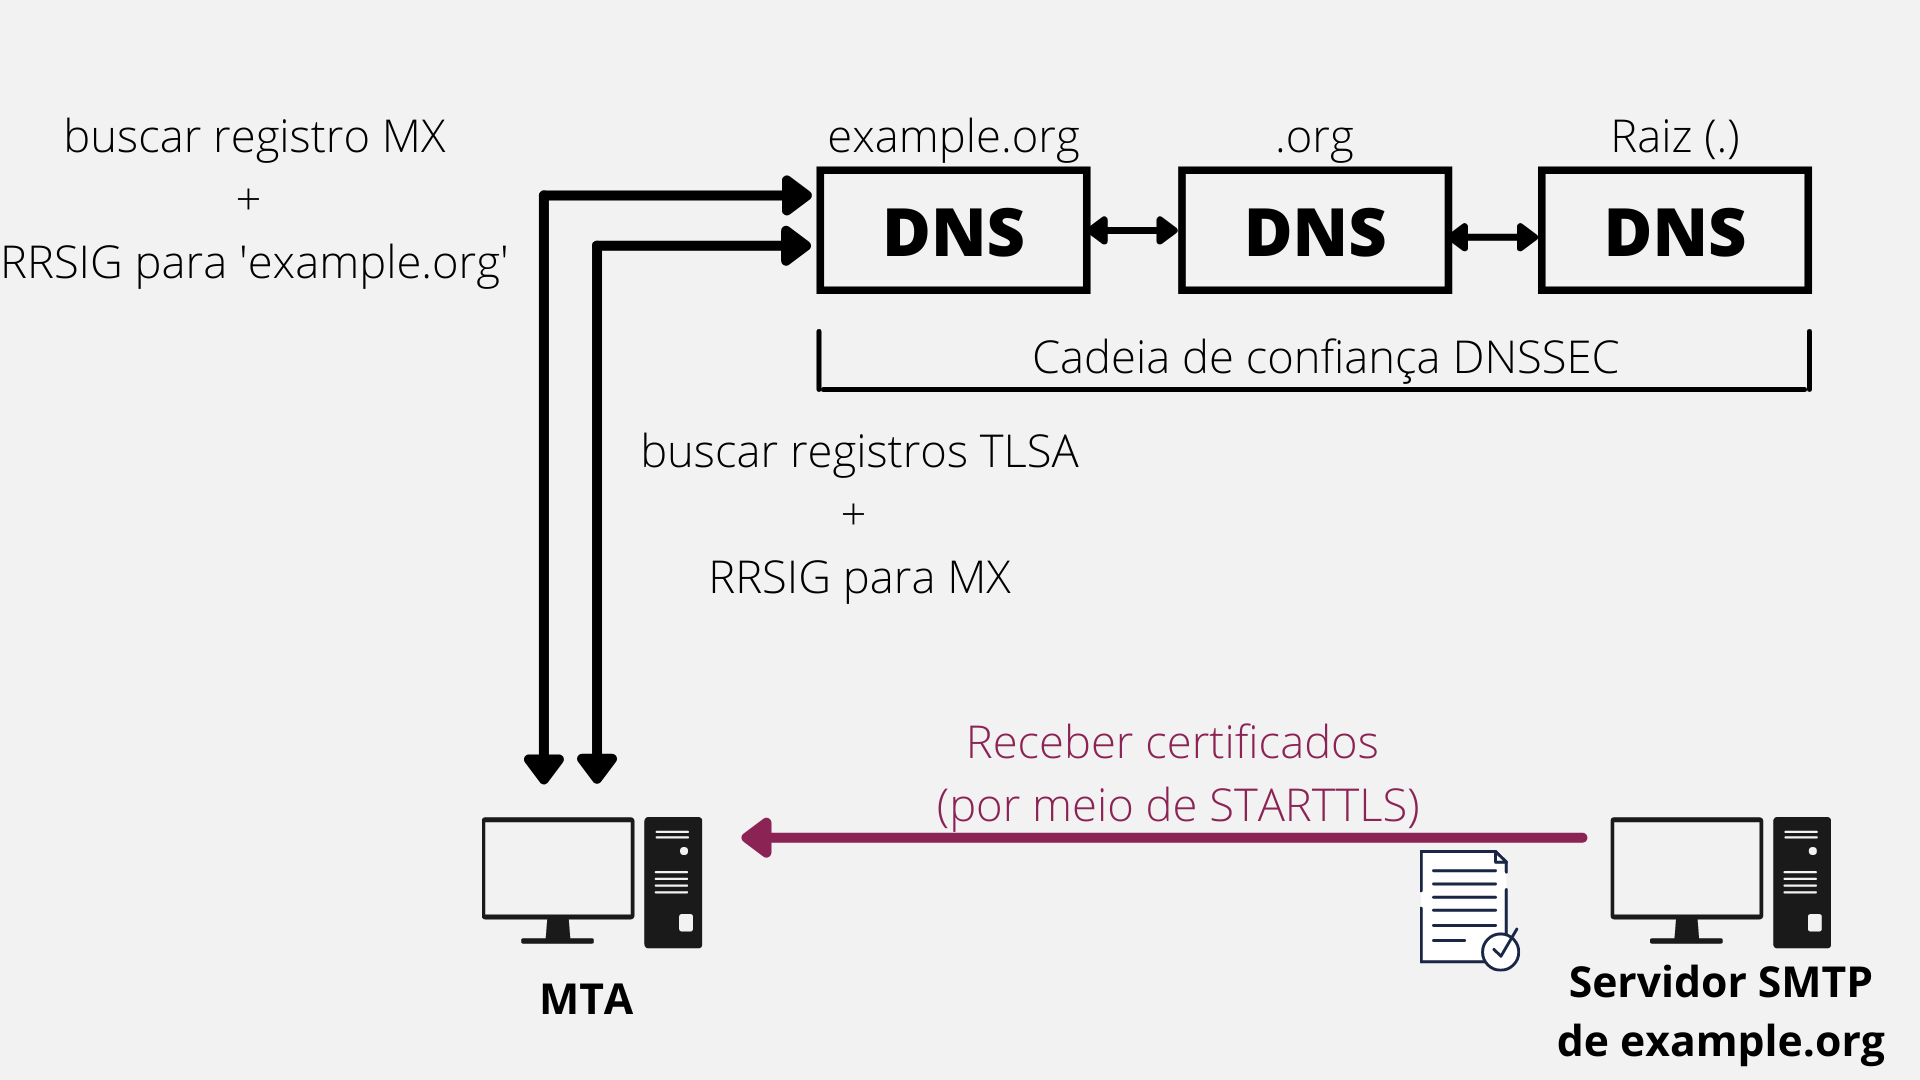 buscar registro MX
+
RRSIG para 'example.org'
example.org
.org
Raiz (.)
DNS
DNS
DNS
Cadeia de confiança DNSSEC
buscar registros TLSA
+
RRSIG para MX
Receber certificados
(por meio de STARTTLS)
MTA
Servidor SMTP
de example.org